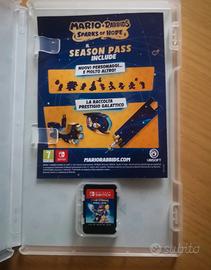 MARIO + RABBIDS
SPARKS OF HOPE
IL
SEASON PASS
INCLUDE
NUOVI PERSONAGGI...
E MOLTO ALTRO!
LA RACCOLTA
PRESTIGIO GALATTICO
7
MARIORABBIDS.COM
UBISOFT
SUBITO